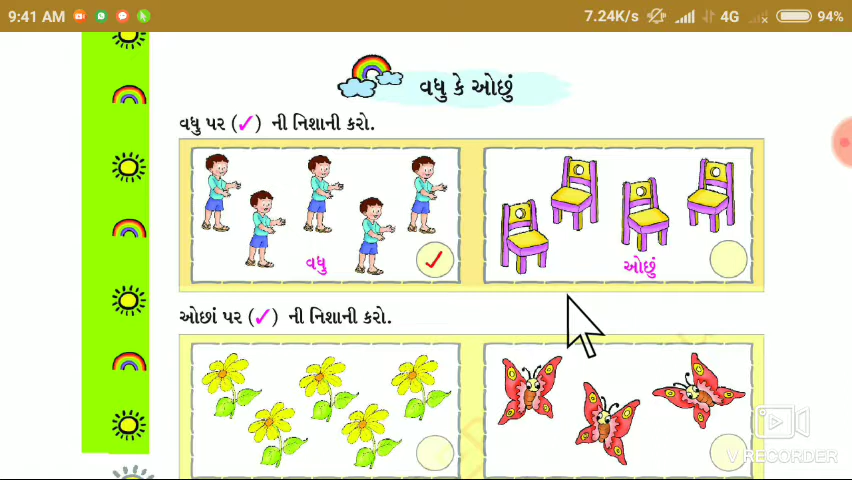 9:41 AM 7.24K/s 4G 94%
વધુ કે ઓછું
વધુ પર (✓) ની નિશાની કરો.
વધુ
ઓછું
ઓછાં પર (✓) ની નિશાની કરો.
V RECORDER